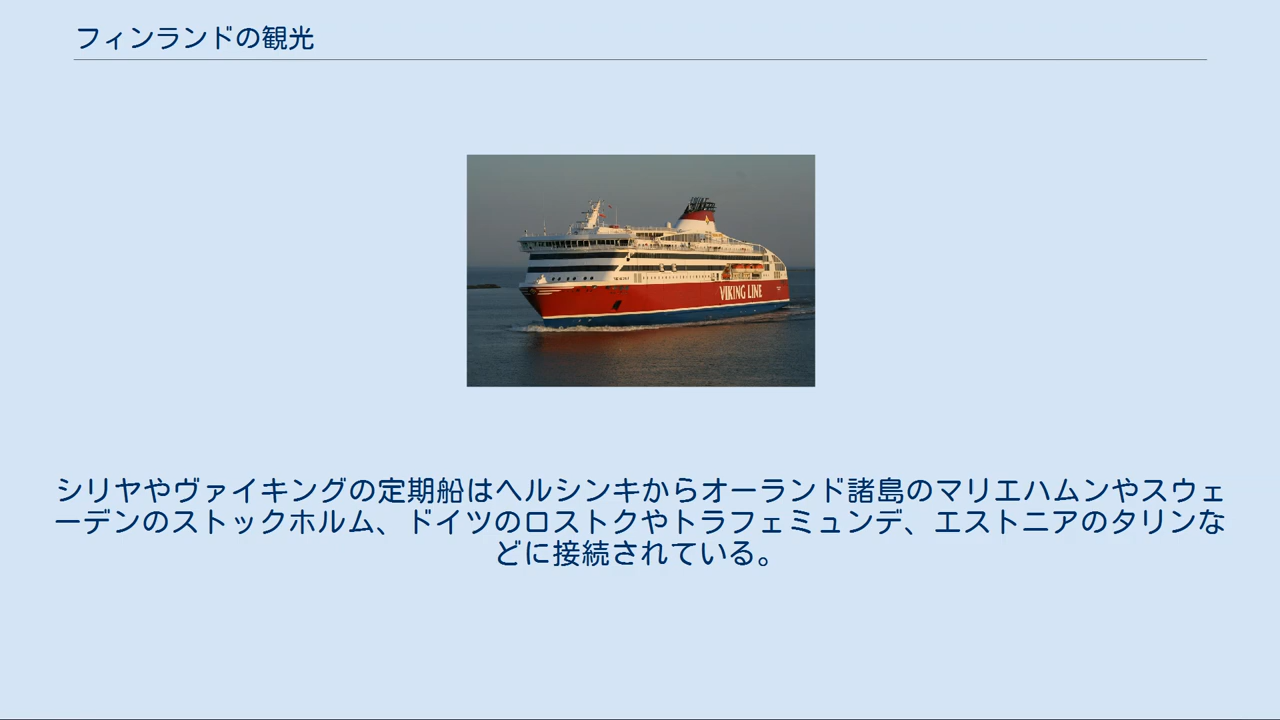 フィンランドの観光
VIKING LINE
シリヤやヴァイキングの定期船はヘルシンキからオーランド諸島のマリエハムンやスウェ
ーデンのストックホルム、ドイツのロストクやトラフェミュンデ、エストニアのタリンな
どに接続されている。